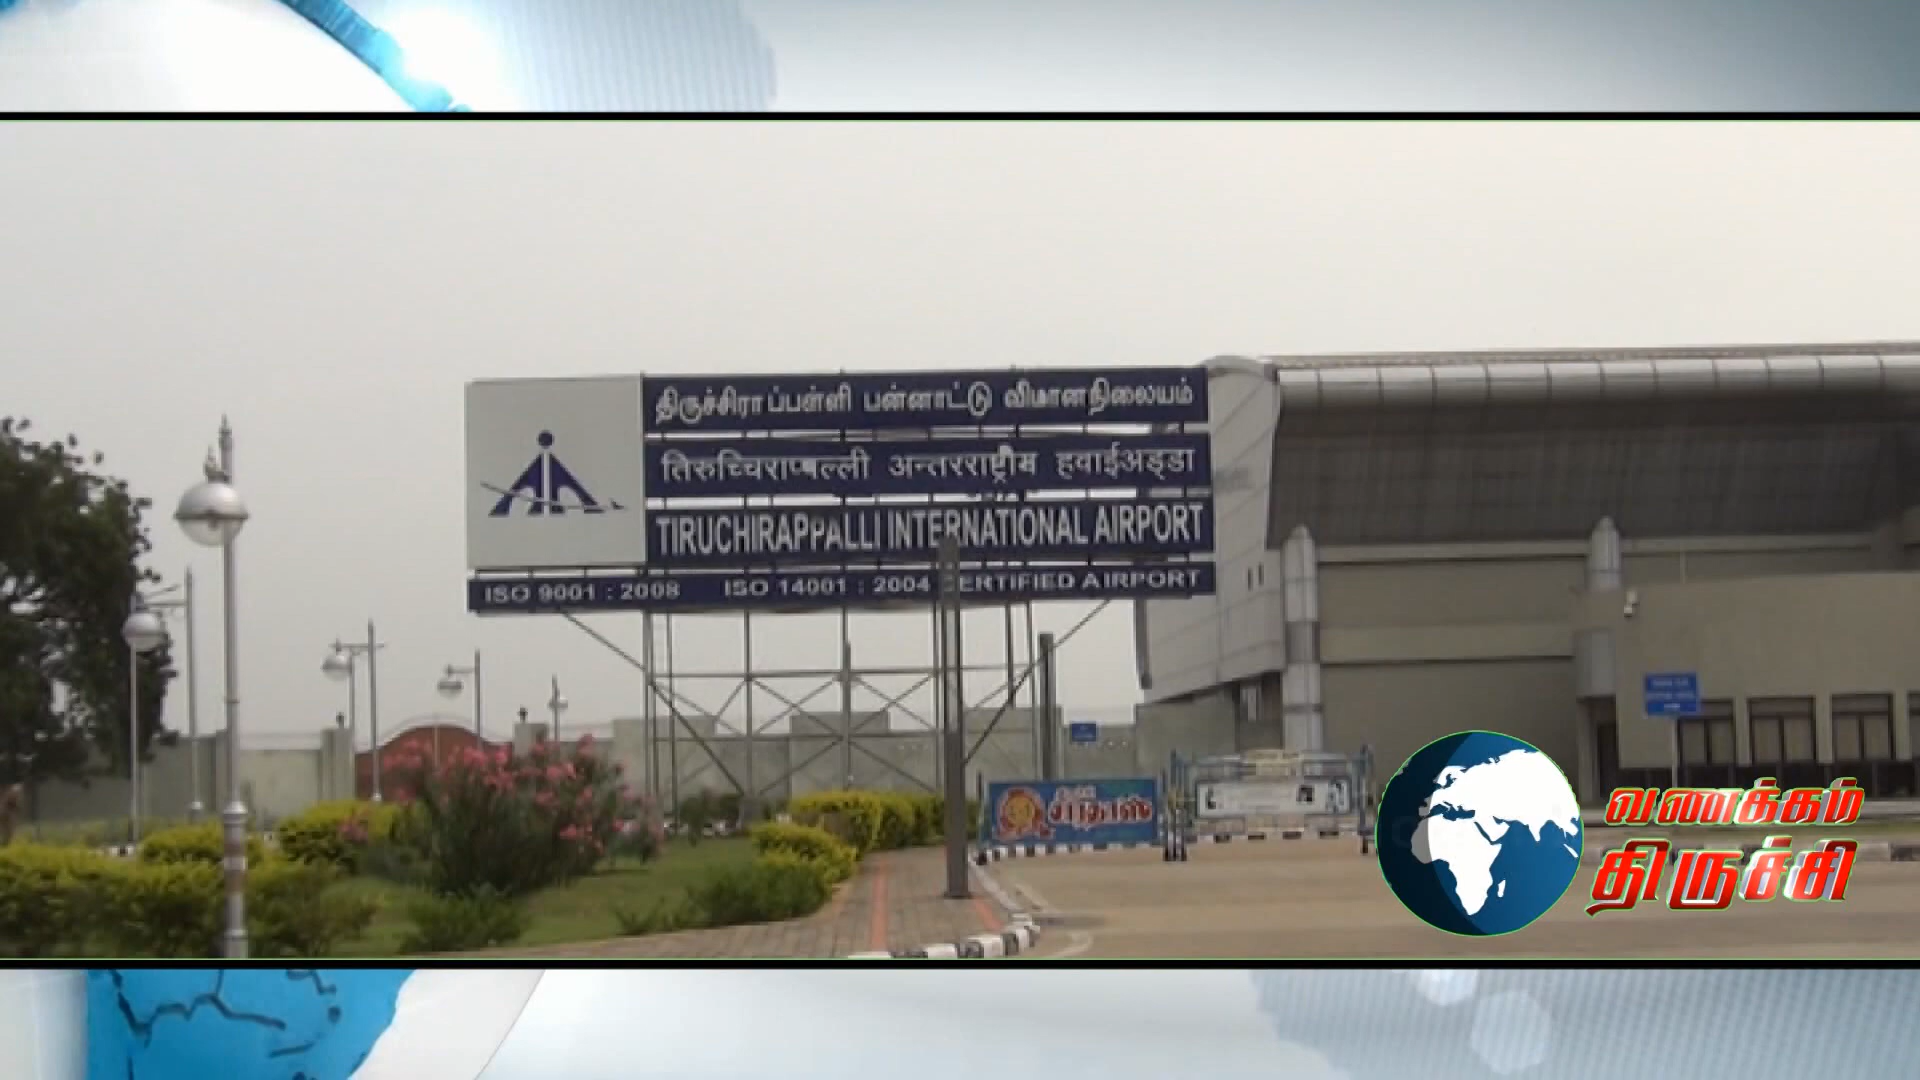 திருச்சிராப்பள்ளி பன்னாட்டு விமானநிலையம்
तिरुच्चिराप्पल्ली अन्तरराष्ट्रीय हवाईअड्डा
TIRUCHIRAPPALLI INTERNATIONAL AIRPORT
ISO 9001 : 2008 ISO 14001 : 2004 CERTIFIED AIRPORT
வணக்கம்
திருச்சி